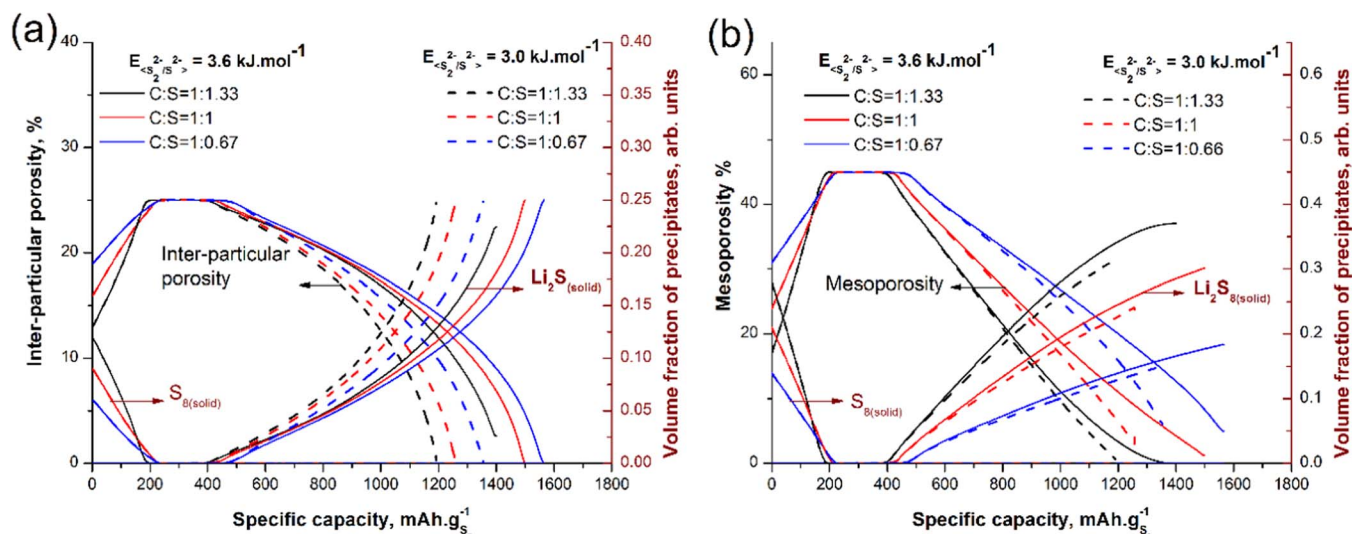 (a)
E<S₂²⁻/S²⁻> = 3.6 kJ.mol⁻¹
E<S₂²⁻/S²⁻> = 3.0 kJ.mol⁻¹
C:S=1:1.33
C:S=1:1
C:S=1:0.67
C:S=1:1.33
C:S=1:1
C:S=1:0.67
Inter-particular porosity, %
40
30
20
10
0
Inter-particular
porosity
Li₂S(solid)
S₈(solid)
0.40
0.35
0.30
0.25
0.20
0.15
0.10
0.05
0.00
Volume fraction of precipitates, arb. units
0 200 400 600 800 1000 1200 1400 1600 1800
Specific capacity, mAh.gₛ⁻¹
(b)
E<S₂²⁻/S²⁻> = 3.6 kJ.mol⁻¹
E<S₂²⁻/S²⁻> = 3.0 kJ.mol⁻¹
C:S=1:1.33
C:S=1:1
C:S=1:0.67
C:S=1:1.33
C:S=1:1
C:S=1:0.66
Mesoporosity %
60
40
20
0
Mesoporosity
Li₂S₈(solid)
S₈(solid)
0.6
0.5
0.4
0.3
0.2
0.1
0.0
Volume fraction of precipitates, arb. units
0 200 400 600 800 1000 1200 1400 1600 1800
Specific capacity, mAh.gₛ⁻¹